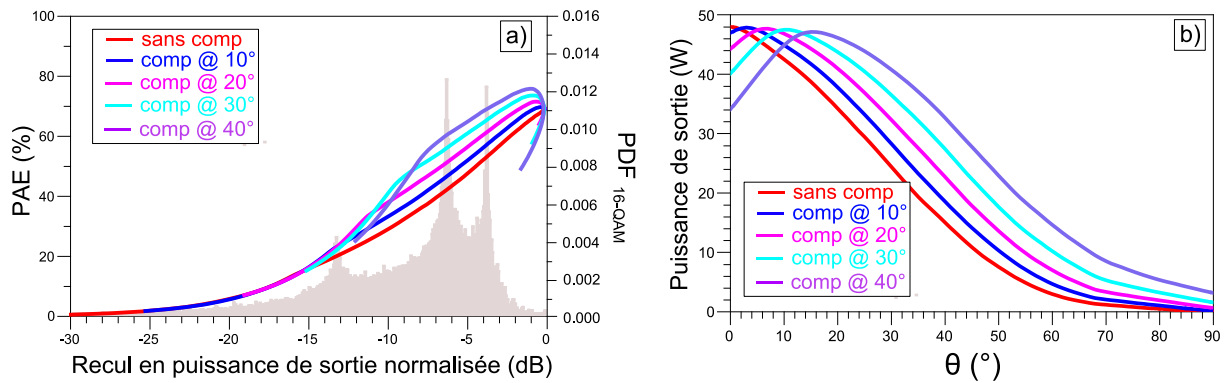 a)
sans comp
comp @ 10°
comp @ 20°
comp @ 30°
comp @ 40°
PAE (%)
100
80
60
40
20
0
-30
-25
-20
-15
-10
-5
0
Recul en puissance de sortie normalisée (dB)
0.016
0.014
0.012
0.010
0.008
0.006
0.004
0.002
0.000
PDF 16-QAM
b)
Puissance de sortie (W)
50
40
30
20
10
0
sans comp
comp @ 10°
comp @ 20°
comp @ 30°
comp @ 40°
0
10
20
30
40
50
60
70
80
90
θ (°)